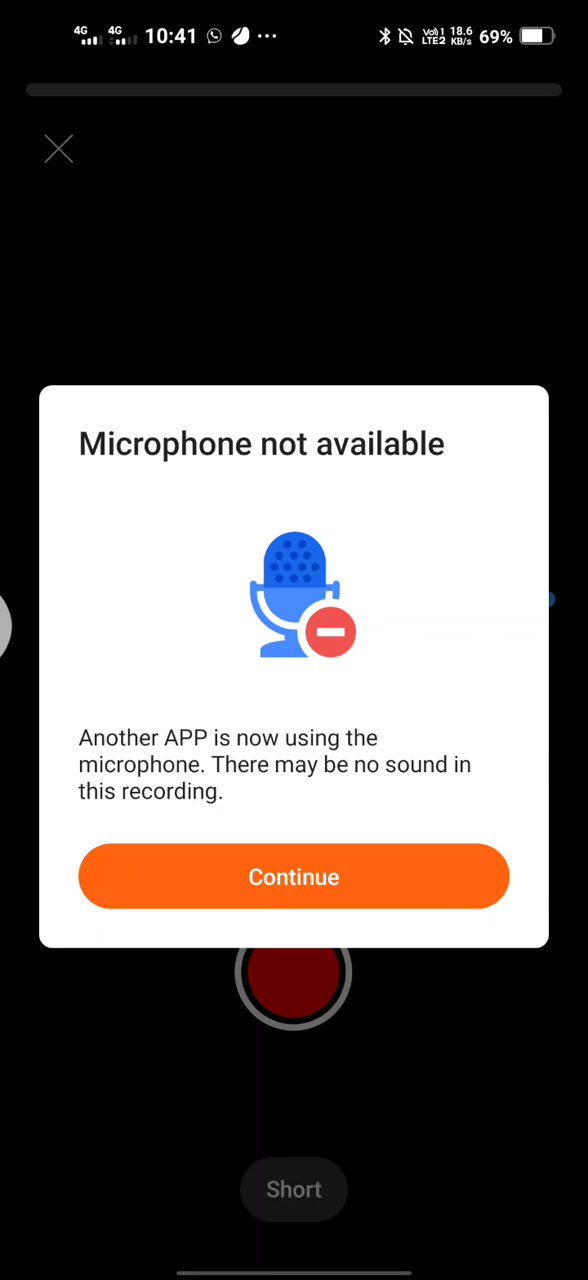 4G 4G 10:41 ... Vo) 1 LTE2 18.6 KB/s 69%
Microphone not available
Another APP is now using the
microphone. There may be no sound in
this recording.
Continue
Short